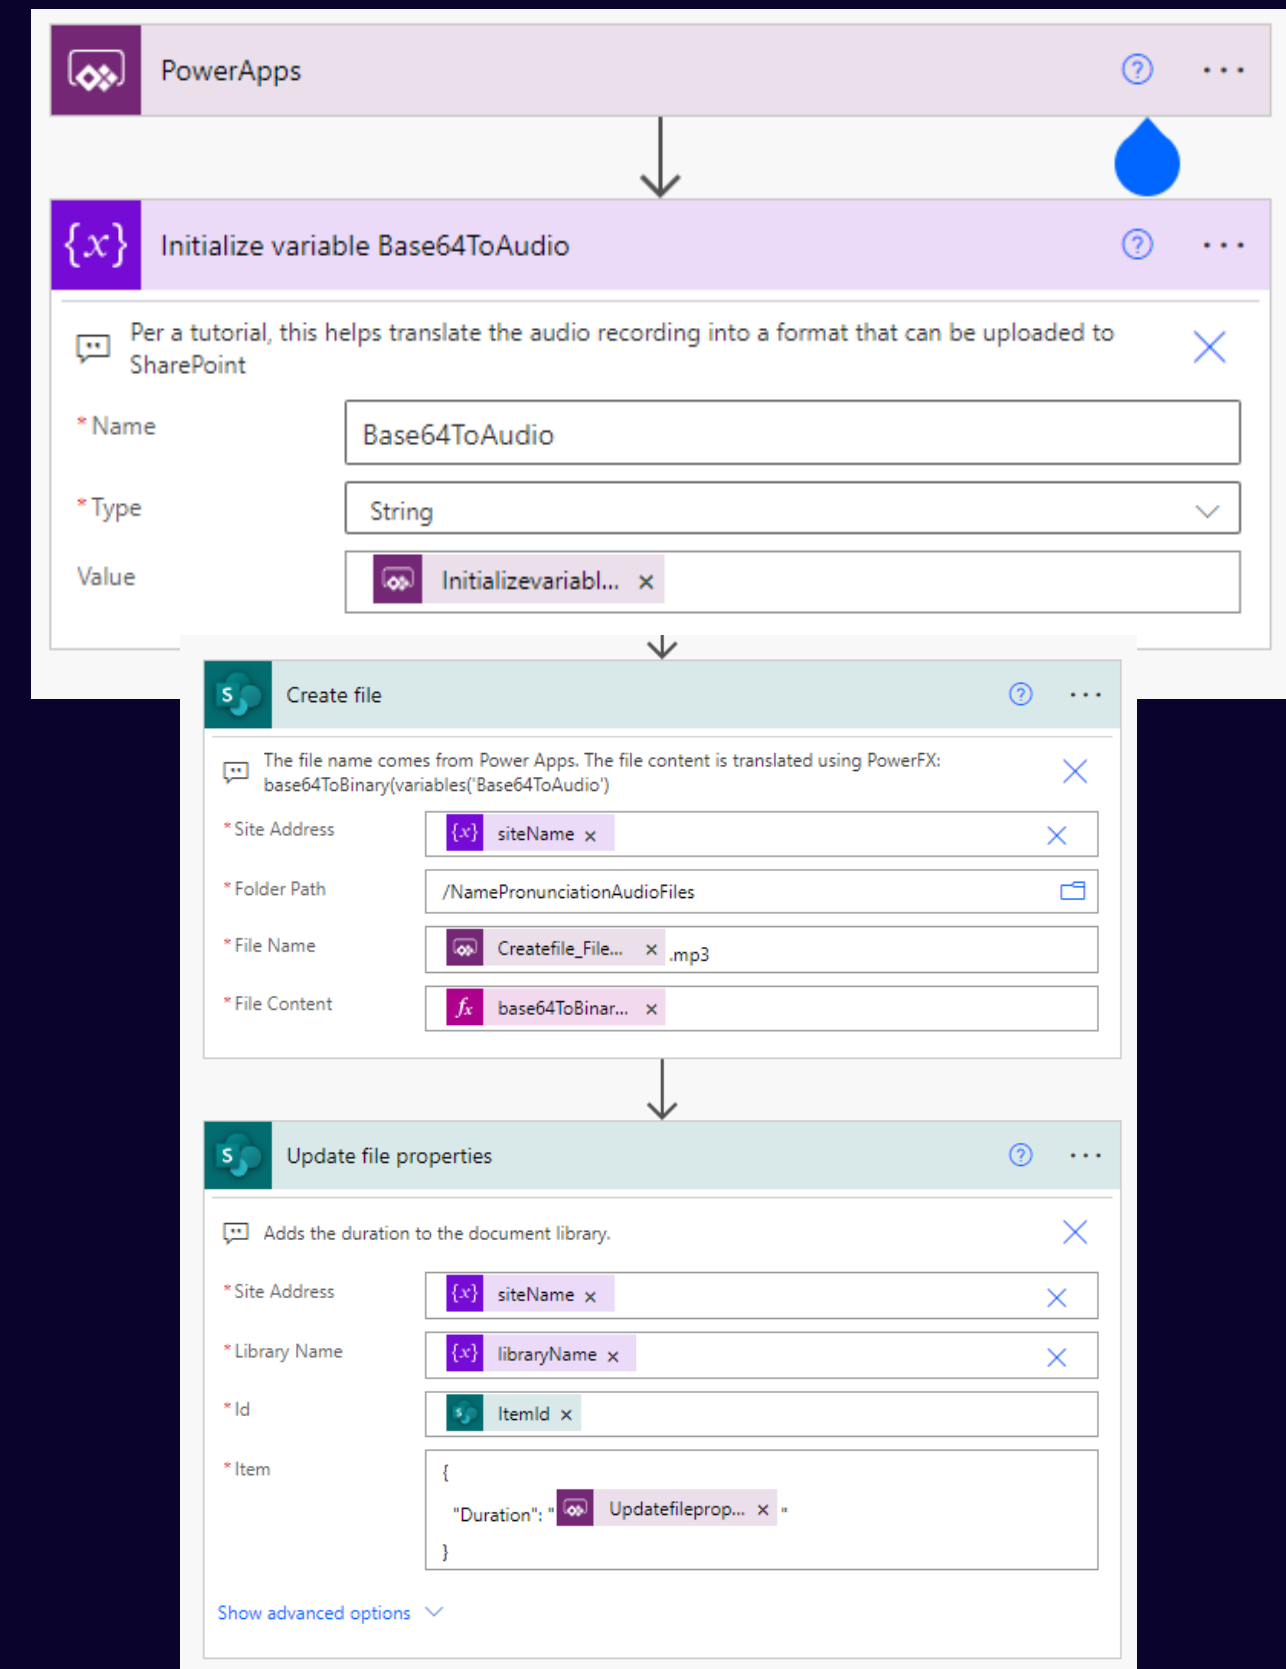 PowerApps
Initialize variable Base64ToAudio
Per a tutorial, this helps translate the audio recording into a format that can be uploaded to
SharePoint
* Name
Base64ToAudio
* Type
String
Value
Initializevariabl...
Create file
The file name comes from Power Apps. The file content is translated using PowerFX:
base64ToBinary(variables('Base64ToAudio')
* Site Address
siteName
* Folder Path
/NamePronunciationAudioFiles
* File Name
Createfile_File... .mp3
* File Content
base64ToBinar...
Update file properties
Adds the duration to the document library.
* Site Address
siteName
* Library Name
libraryName
* Id
ItemId
* Item
{
"Duration": " Updatefileprop... "
}
Show advanced options